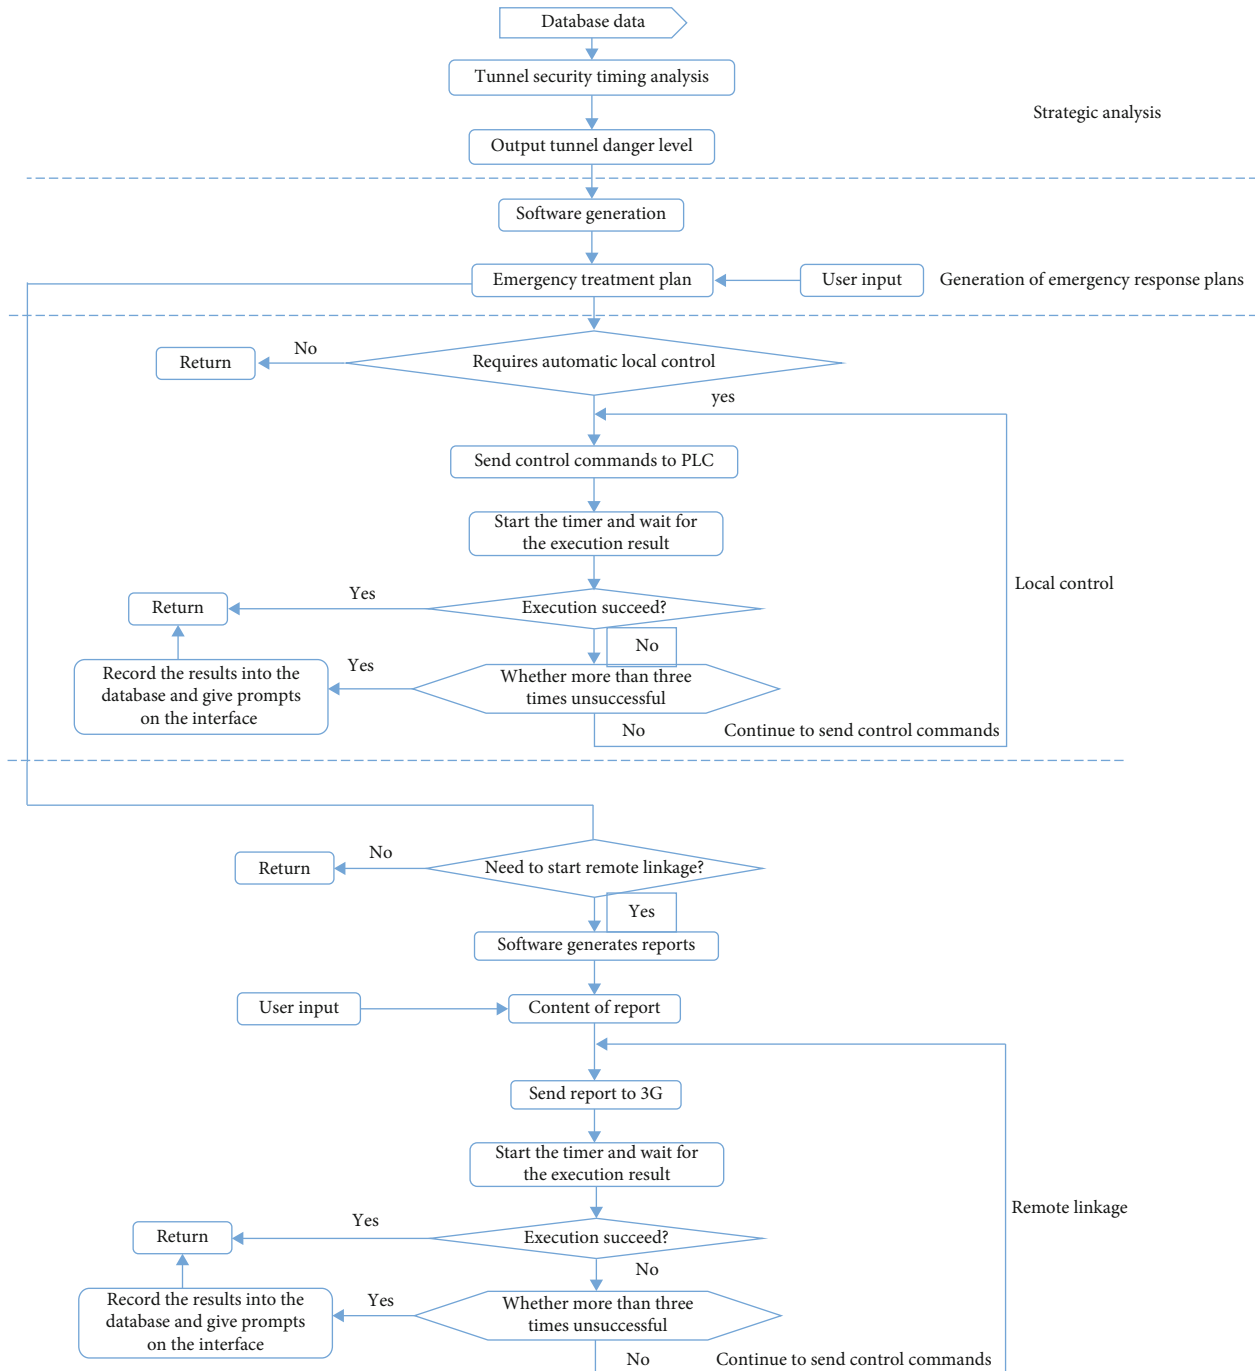 Database data
Tunnel security timing analysis
Strategic analysis
Output tunnel danger level
Software generation
Emergency treatment plan
User input
Generation of emergency response plans
Return
No
Requires automatic local control
yes
Send control commands to PLC
Start the timer and wait for
the execution result
Local control
Return
Yes
Execution succeed?
No
Record the results into the
database and give prompts
on the interface
Yes
Whether more than three
times unsuccessful
No
Continue to send control commands
Return
No
Need to start remote linkage?
Yes
Software generates reports
User input
Content of report
Send report to 3G
Start the timer and wait for
the execution result
Remote linkage
Return
Yes
Execution succeed?
No
Record the results into the
database and give prompts
on the interface
Yes
Whether more than three
times unsuccessful
No
Continue to send control commands